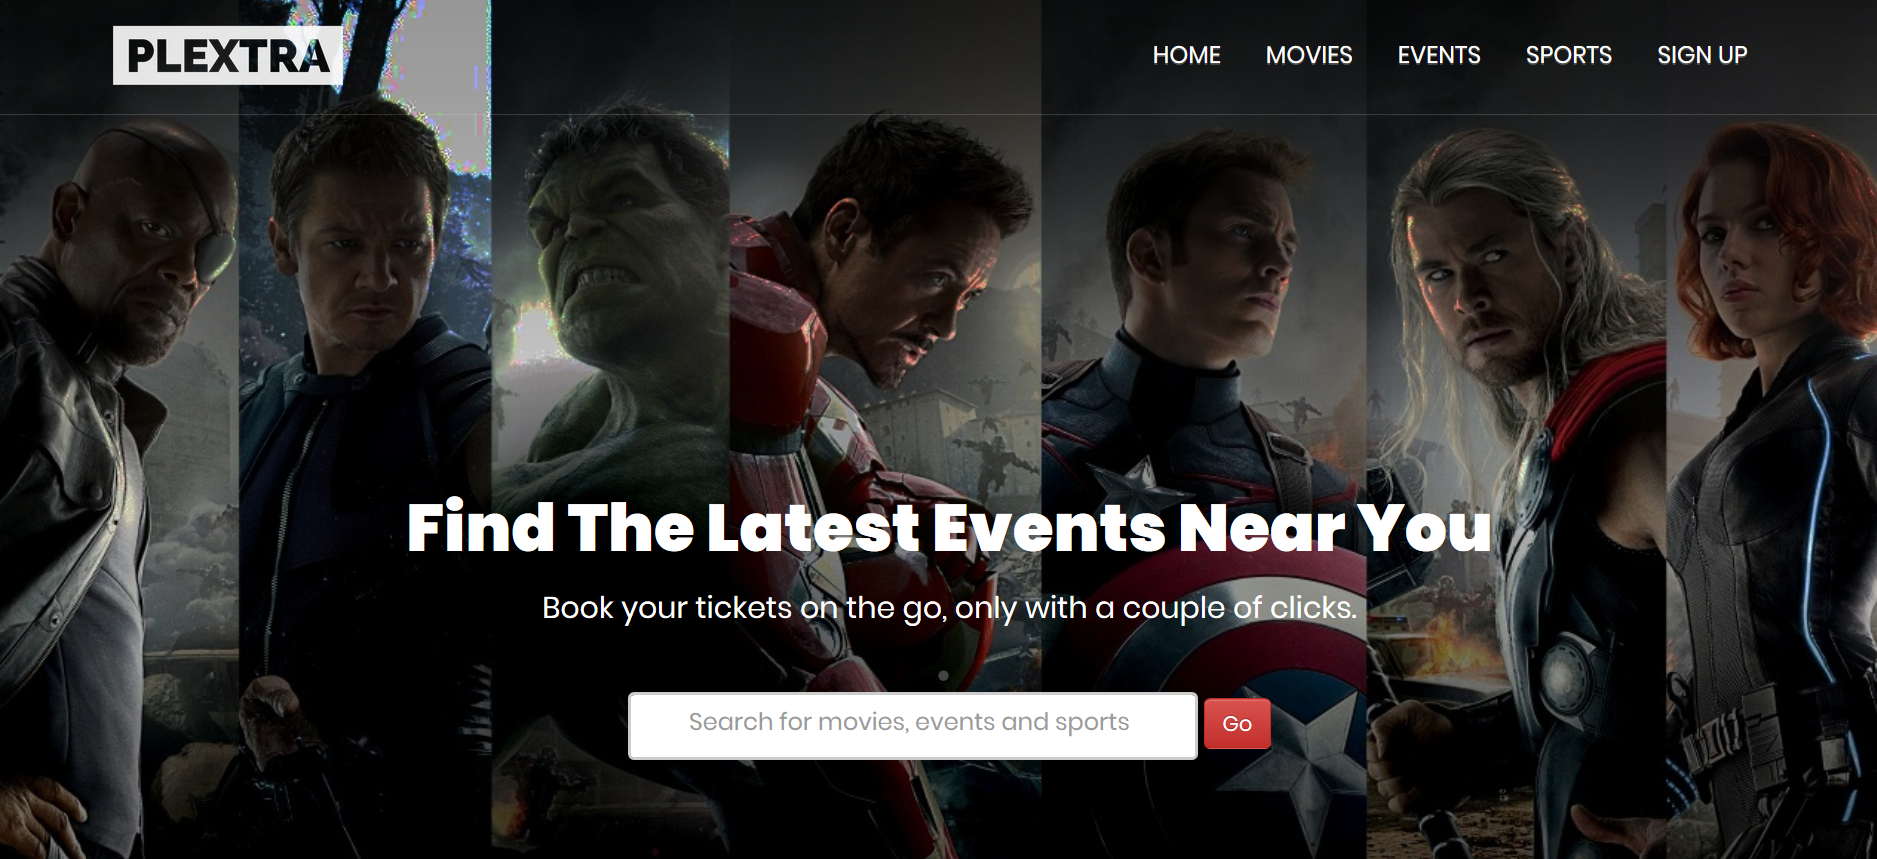 PLEXTRA
HOME MOVIES EVENTS SPORTS SIGN UP
Find The Latest Events Near You
Book your tickets on the go, only with a couple of clicks.
Search for movies, events and sports Go